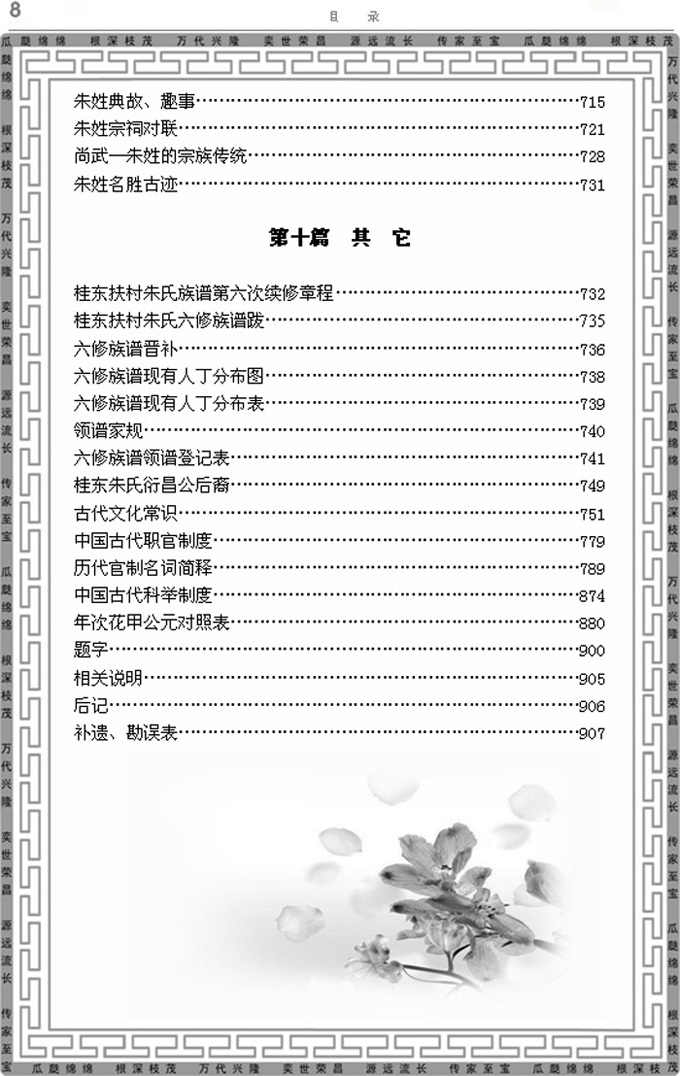 8
目 录
瓜瓞绵绵 根深枝茂 万代兴隆 奕世荣昌 源远流长 传家至宝 瓜瓞绵绵 根深枝茂
朱姓典故、趣事…715
朱姓宗祠对联…721
尚武—朱姓的宗族传统…728
朱姓名胜古迹…731
第十篇 其 它
桂东扶村朱氏族谱第六次续修章程…732
桂东扶村朱氏六修族谱跋…735
六修族谱晋补…736
六修族谱现有人丁分布图…738
六修族谱现有人丁分布表…739
领谱家规…740
六修族谱领谱登记表…741
桂东朱氏衍昌公后裔…749
古代文化常识…751
中国古代职官制度…779
历代官制名词简释…789
中国古代科举制度…874
年次花甲公元对照表…880
题字…900
相关说明…905
后记…906
补遗、勘误表…907
瓜瓞绵绵 根深枝茂 万代兴隆 奕世荣昌 源远流长 传家至宝 瓜瓞绵绵 根深枝茂 万代兴隆 奕世荣昌 源远流长 传家至宝
万代兴隆 奕世荣昌 源远流长 传家至宝 瓜瓞绵绵 根深枝茂 万代兴隆 奕世荣昌 源远流长 传家至宝 瓜瓞绵绵 根深枝茂
瓜瓞绵绵 根深枝茂 万代兴隆 奕世荣昌 源远流长 传家至宝 瓜瓞绵绵